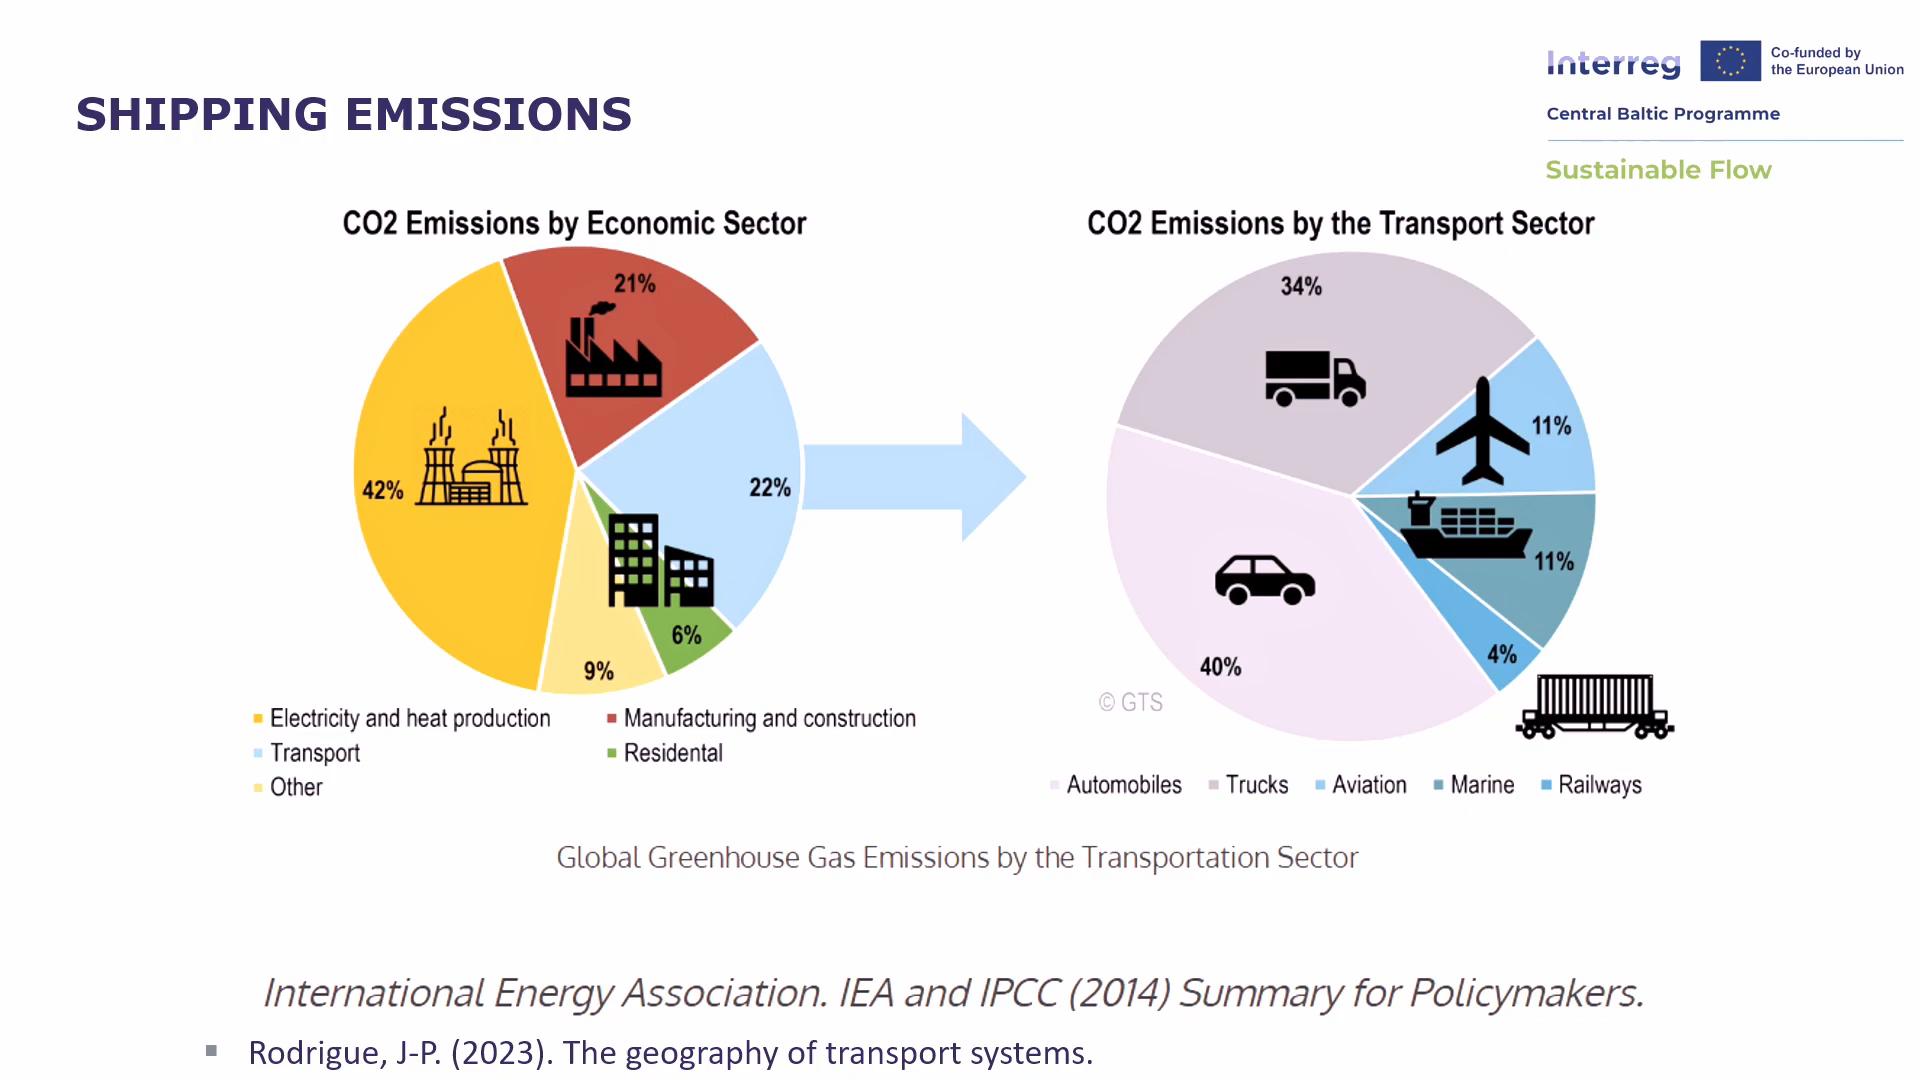 Interreg
Co-funded by
the European Union
Central Baltic Programme
Sustainable Flow
SHIPPING EMISSIONS
CO2 Emissions by Economic Sector
21%
42%
22%
6%
9%
Electricity and heat production
Manufacturing and construction
Transport
Residental
Other
CO2 Emissions by the Transport Sector
34%
11%
11%
4%
40%
© GTS
Automobiles
Trucks
Aviation
Marine
Railways
Global Greenhouse Gas Emissions by the Transportation Sector
International Energy Association. IEA and IPCC (2014) Summary for Policymakers.
▪ Rodrigue, J-P. (2023). The geography of transport systems.